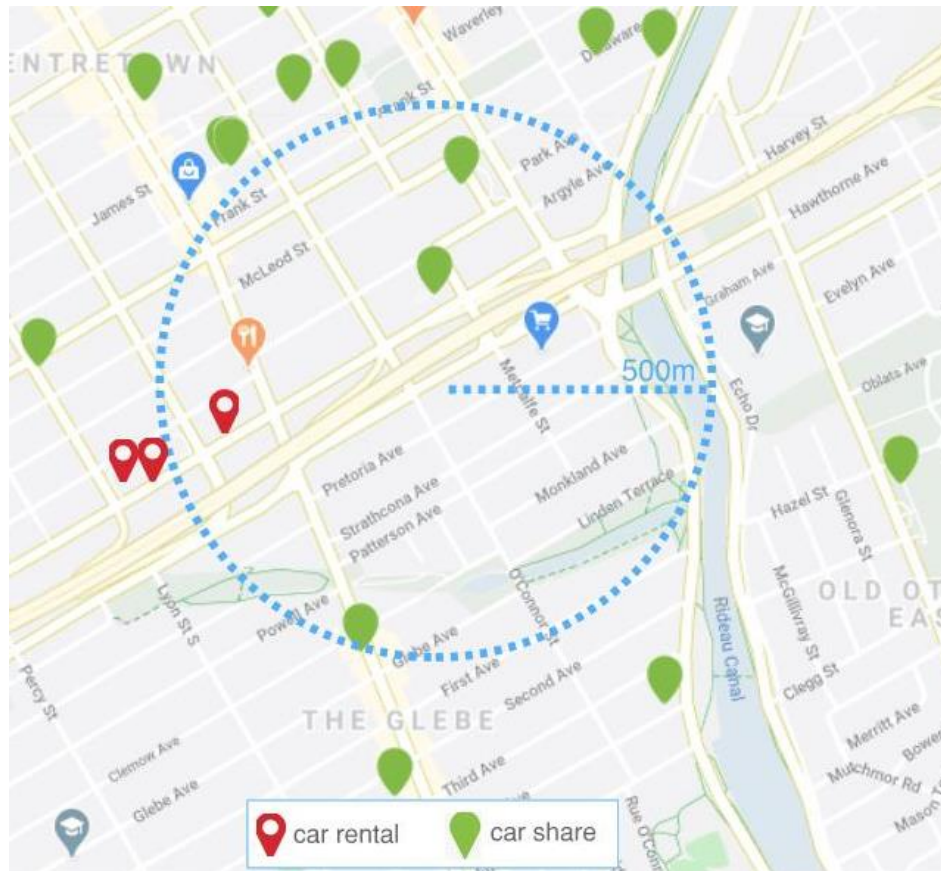 Waverley
Delaware
ENTRETOWN
Frank St
Harvey St
Park Ave
Argyle Ave
Hawthorne Ave
James St
Frank St
McLeod St
Graham Ave
Evelyn Ave
500m
Metcalfe St
Echo Dr
Oblats Ave
Pretoria Ave
Monkland Ave
Strathcona Ave
Linden Terrace
Hazel St
Glenora St
Patterson Ave
O'Connor St
McGillivray St
OLD OT
EAS
Lyon St S
Powell Ave
Rideau Canal
Glebe Ave
First Ave
Second Ave
Percy St
Clegg St
THE GLEBE
Merritt Ave
Bower
Clemow Ave
Third Ave
Mulchmor Rd
Glebe Ave
Mason Te
Rue O'Conn
car rental
car share